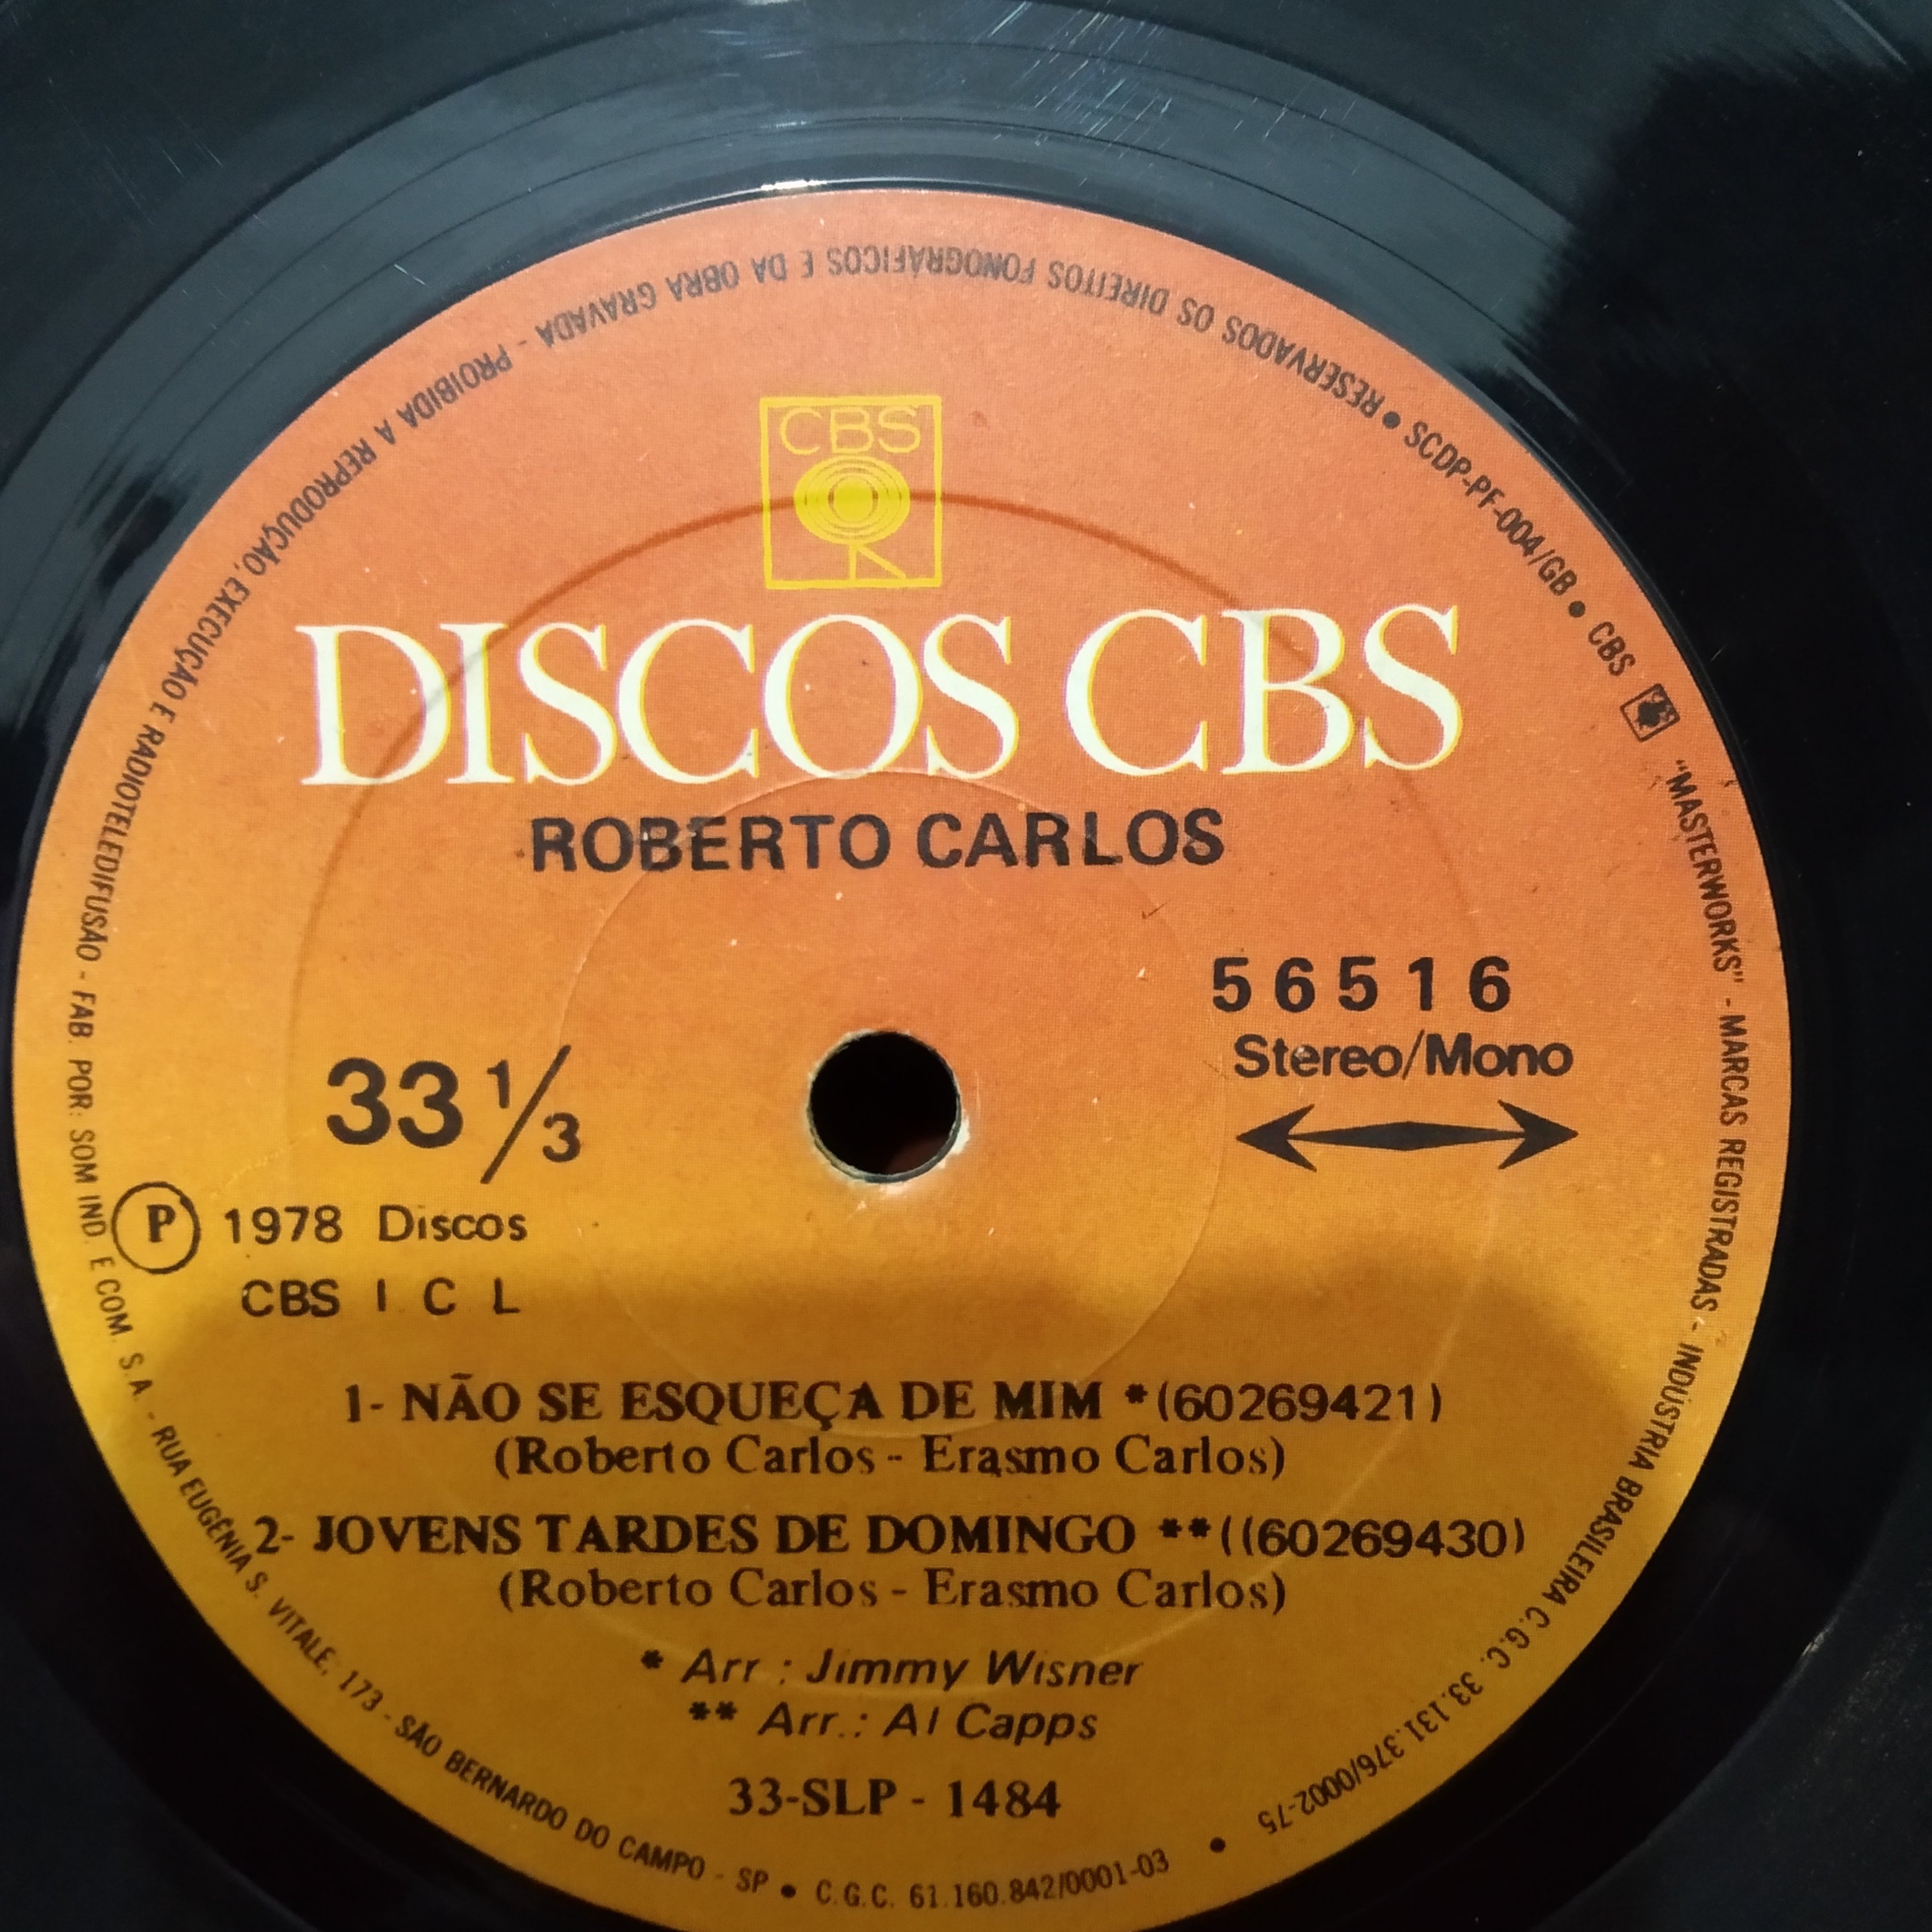 CBS
DISCOS CBS
ROBERTO CARLOS
56516
Stereo/Mono
33 1/3
Ⓟ 1978 Discos
CBS I C L
1- NÃO SE ESQUEÇA DE MIM *(60269421)
(Roberto Carlos - Erasmo Carlos)
2- JOVENS TARDES DE DOMINGO **((60269430)
(Roberto Carlos - Erasmo Carlos)
* Arr : Jimmy Wisner
** Arr.: Al Capps
33-SLP - 1484
SCDP-PF-004/GB • CBS "MASTERWORKS" - MARCAS REGISTRADAS - INDÚSTRIA BRASILEIRA C.G.C. 33.131.376/0002-75 •
RESERVADOS OS DIREITOS FONOGRÁFICOS E DA OBRA GRAVADA - PROIBIDA A REPRODUÇÃO, EXECUÇÃO E RADIOTELEDIFUSÃO - FAB. POR: SOM IND. E COM. S.A. - RUA EUGÊNIA S. VITALE, 173 - SÃO BERNARDO DO CAMPO - SP • C.G.C. 61.160.842/0001-03